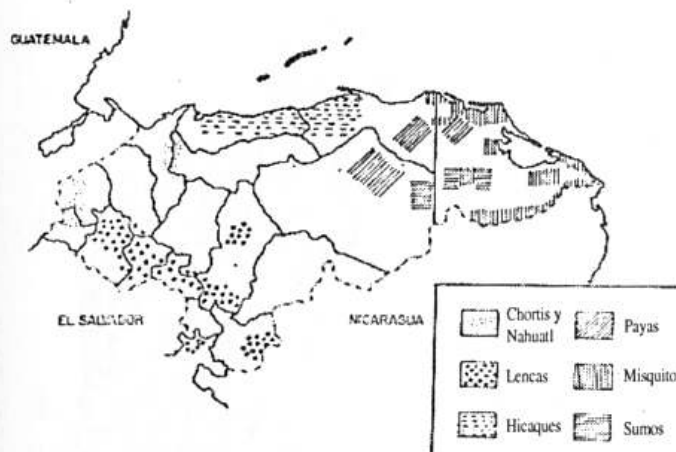 GUATEMALA
EL SALVADOR
NICARAGUA
Chortis y
Nahuatl
Payas
Lencas
Misquito
Hicaques
Sumos